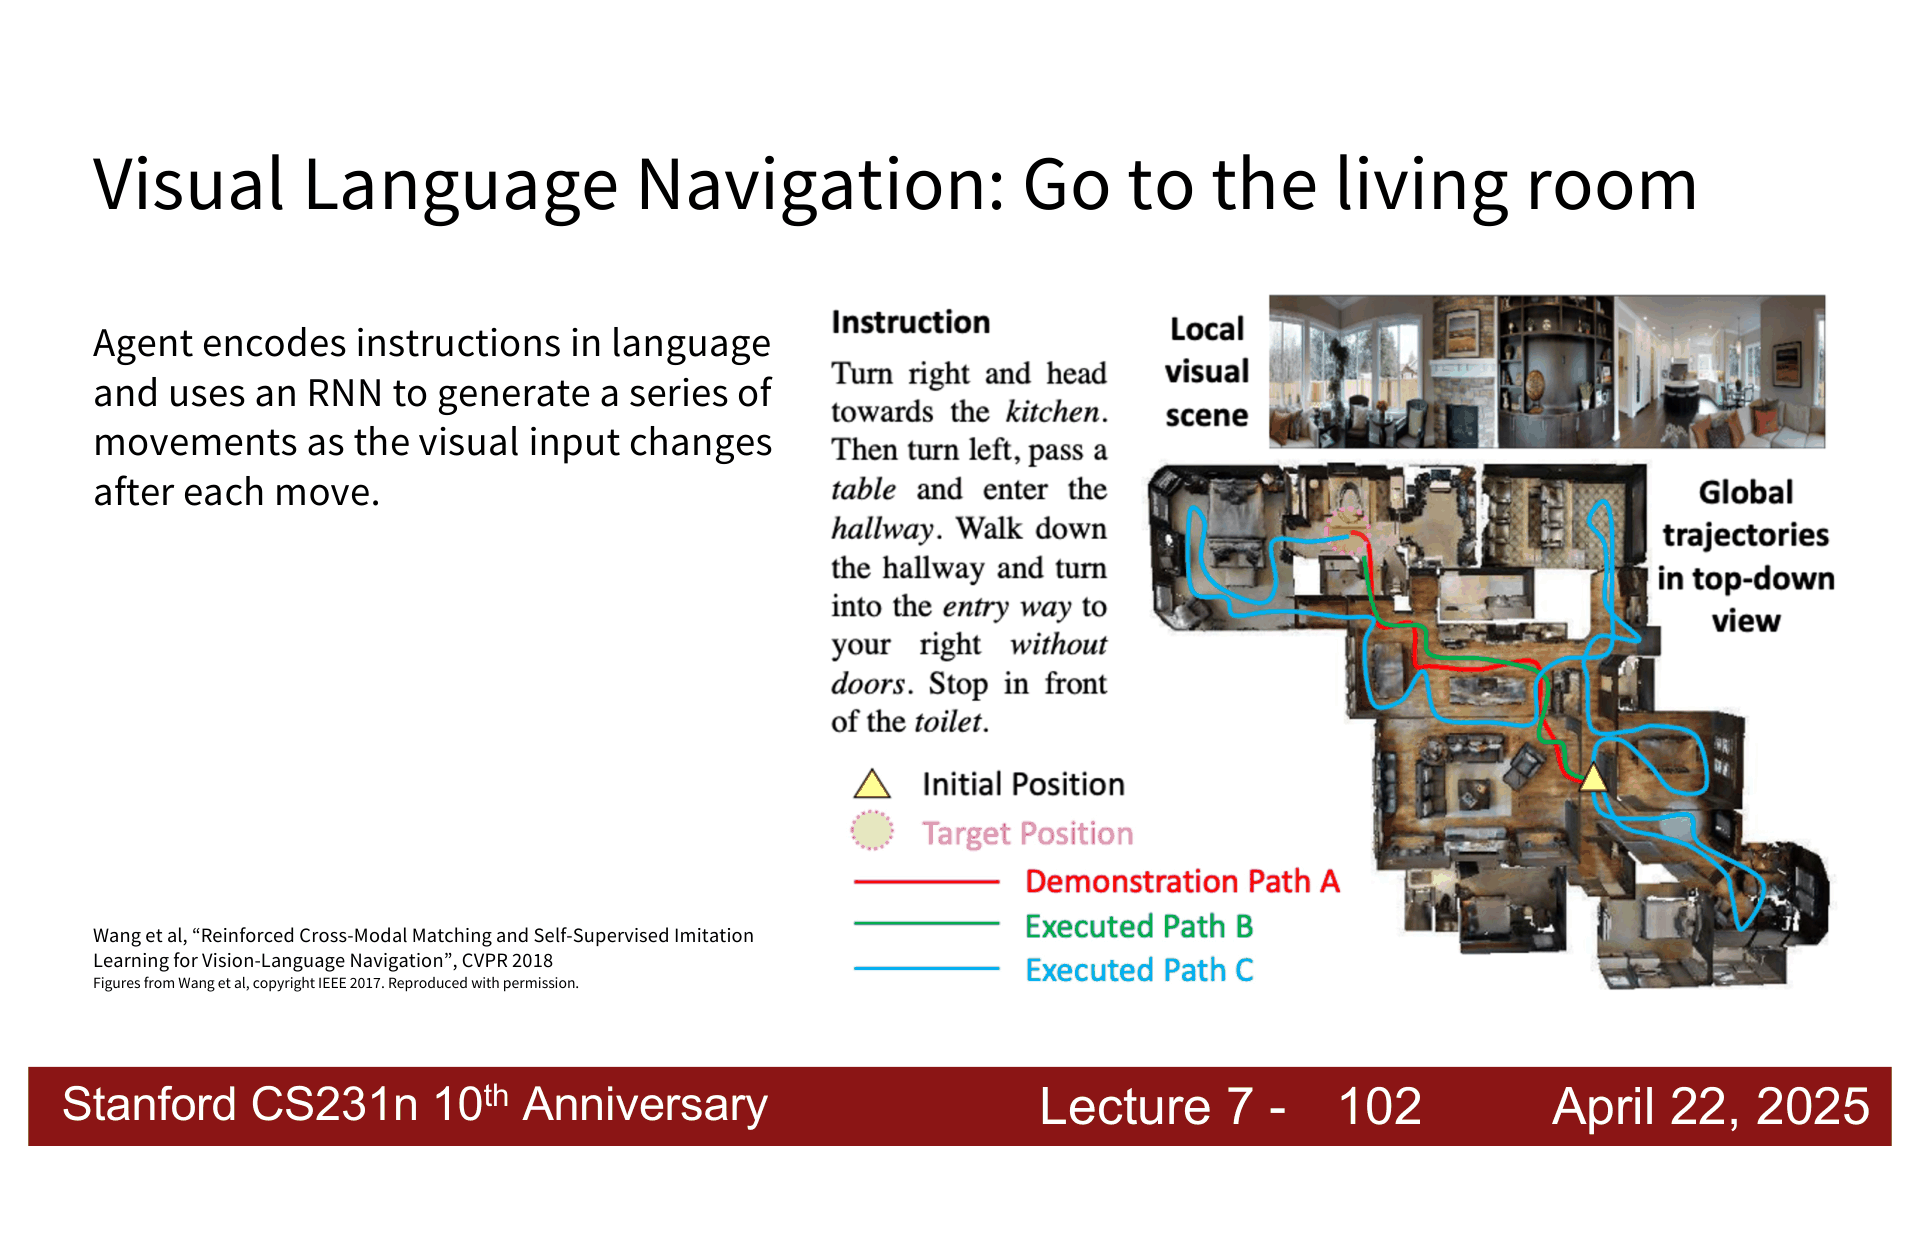 Visual Language Navigation: Go to the living room
Agent encodes instructions in language
and uses an RNN to generate a series of
movements as the visual input changes
after each move.
Instruction
Turn right and head
towards the kitchen.
Then turn left, pass a
table and enter the
hallway. Walk down
the hallway and turn
into the entry way to
your right without
doors. Stop in front
of the toilet.
Local
visual
scene
Global
trajectories
in top-down
view
Initial Position
Target Position
Demonstration Path A
Executed Path B
Executed Path C
Wang et al, “Reinforced Cross-Modal Matching and Self-Supervised Imitation
Learning for Vision-Language Navigation”, CVPR 2018
Figures from Wang et al, copyright IEEE 2017. Reproduced with permission.
Stanford CS231n 10th Anniversary
Lecture 7 - 102
April 22, 2025